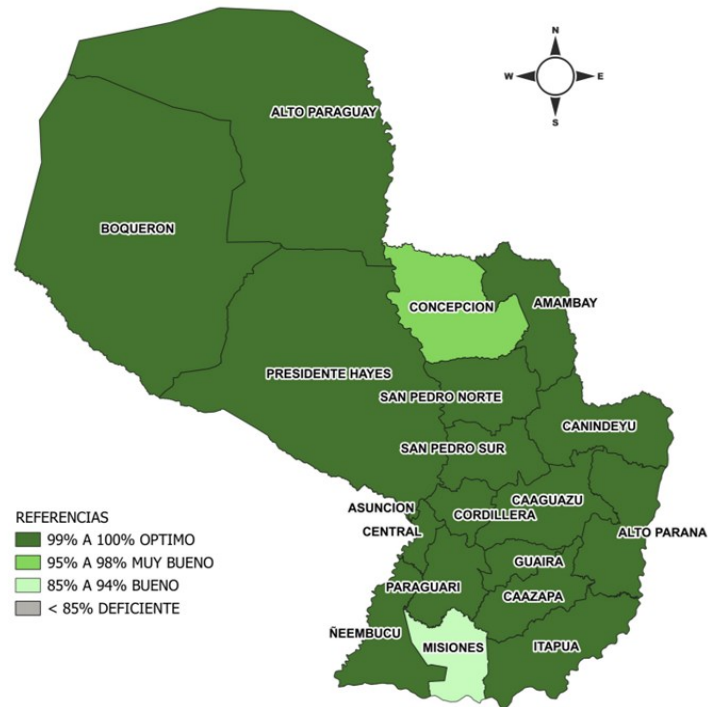 N
W E
S
ALTO PARAGUAY
BOQUERON
CONCEPCION
AMAMBAY
PRESIDENTE HAYES
SAN PEDRO NORTE
CANINDEYU
SAN PEDRO SUR
CAAGUAZU
ASUNCION
CORDILLERA
CENTRAL
ALTO PARANA
GUAIRA
PARAGUARI
CAAZAPA
ÑEEMBUCU
MISIONES
ITAPUA
REFERENCIAS
99% A 100% OPTIMO
95% A 98% MUY BUENO
85% A 94% BUENO
< 85% DEFICIENTE